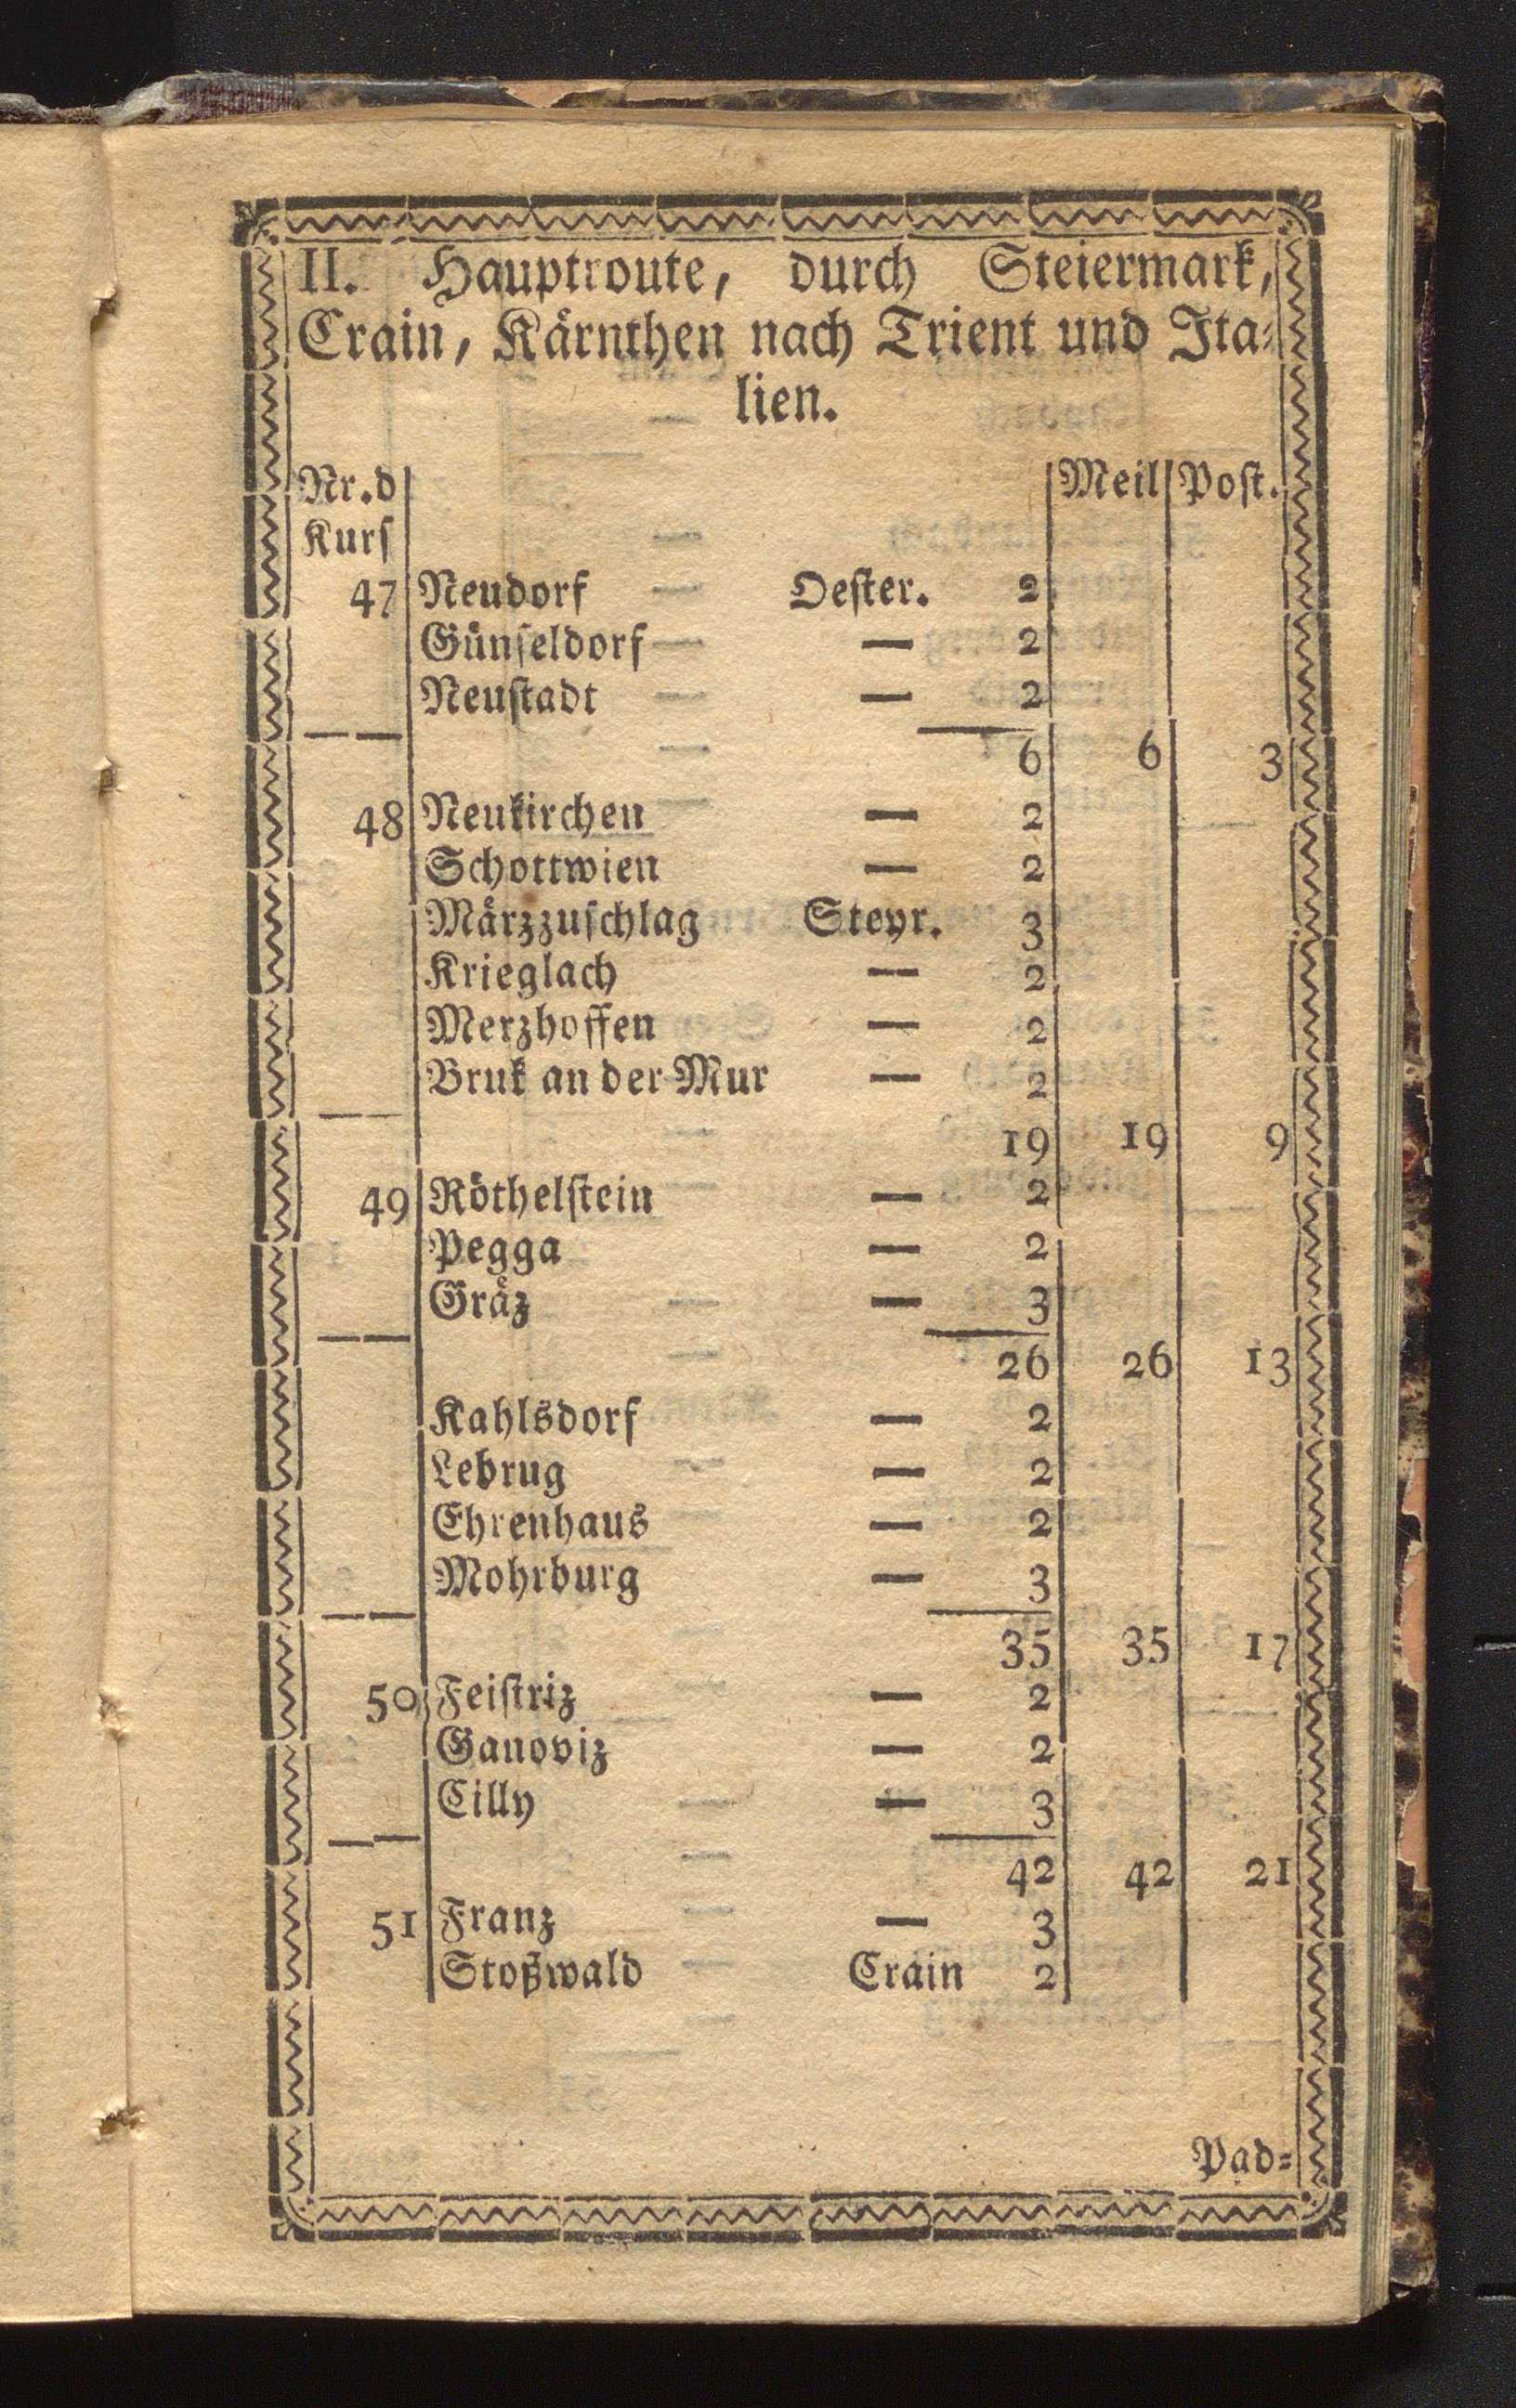 II. Hauptroute, durch Steiermark,
Crain, Kärnthen nach Trient und Ita=
lien.
Nr.d Meil Post.
Kurs
47 Neudorf — Oester. 2
Günseldorf — — 2
Neustadt — — 2
6 6 3
48 Neukirchen — 2
Schottwien — 2
Märzzuschlag Steyr. 3
Krieglach — 2
Merzhoffen — 2
Bruk an der Mur — 2
19 19 9
49 Röthelstein — 2
Pegga — 2
Gräz — 3
26 26 13
Kahlsdorf — 2
Lebrug — 2
Ehrenhaus — 2
Mohrburg — 3
35 35 17
50 Feistriz — 2
Ganoviz — 2
Cilly — 3
42 42 21
51 Franz — 3
Stoßwald Crain 2
Pad=